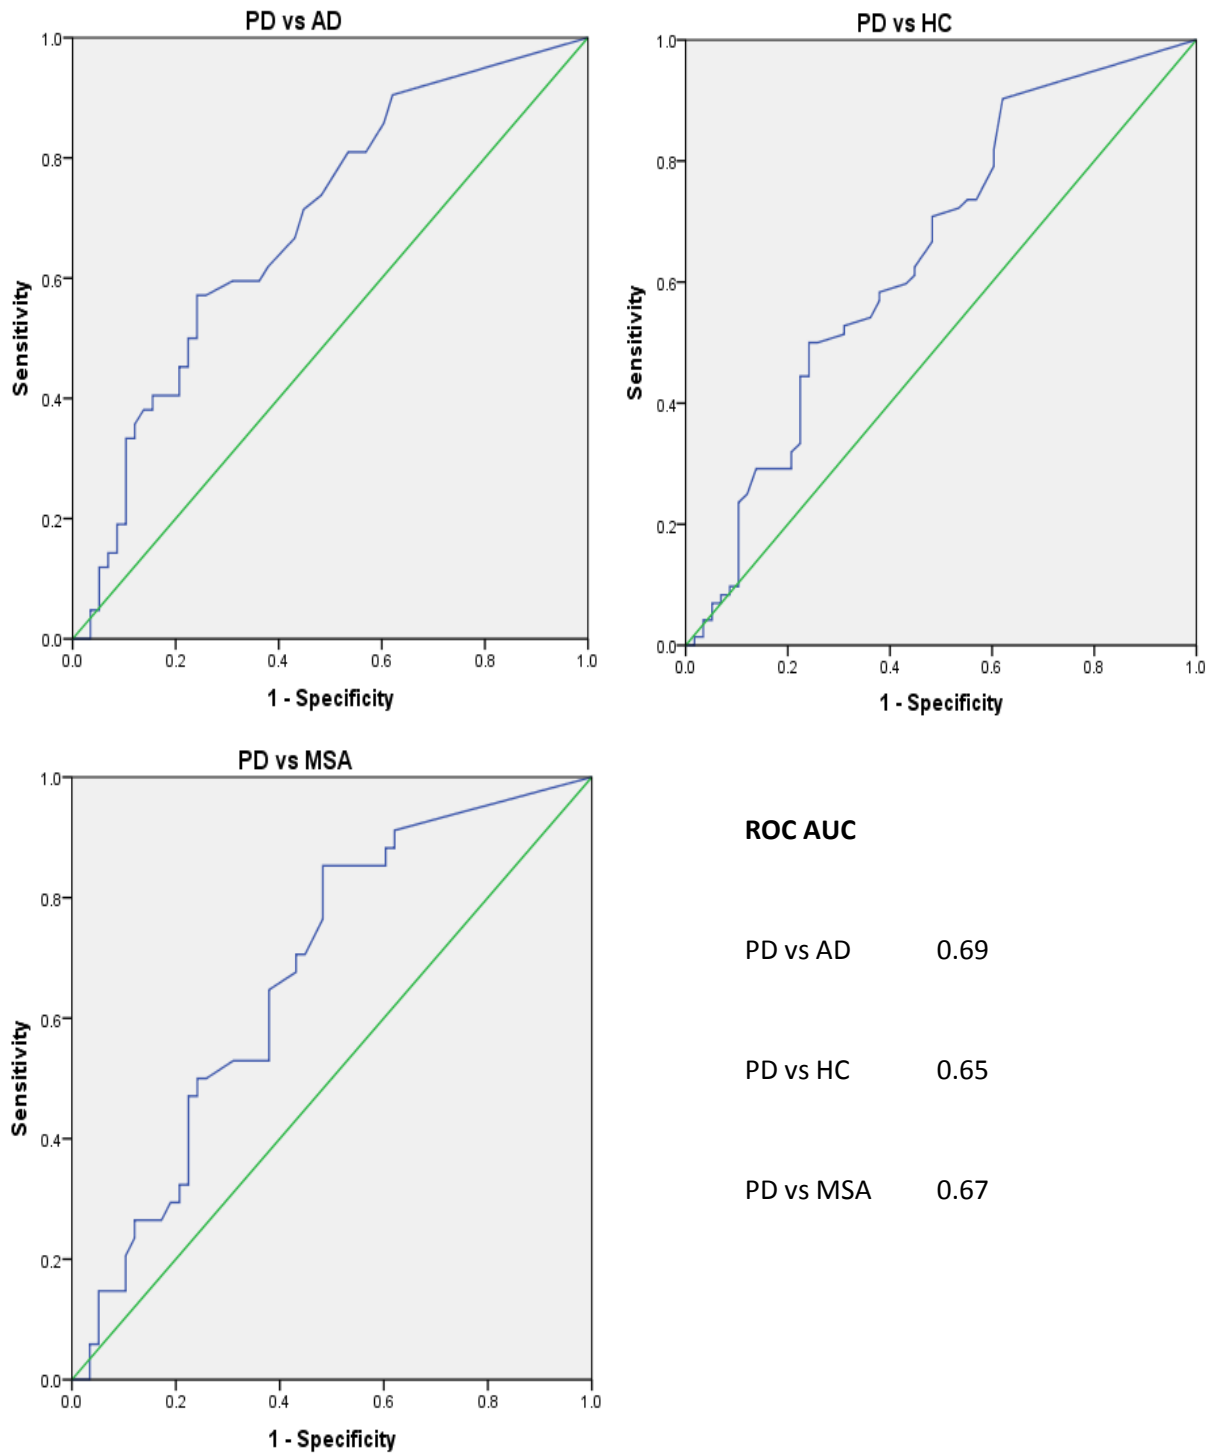 PD vs AD
1.0
0.8
0.6
0.4
0.2
0.0
Sensitivity
0.0 0.2 0.4 0.6 0.8 1.0
1 - Specificity
PD vs HC
1.0
0.8
0.6
0.4
0.2
0.0
Sensitivity
0.0 0.2 0.4 0.6 0.8 1.0
1 - Specificity
PD vs MSA
1.0
0.8
0.6
0.4
0.2
0.0
Sensitivity
0.0 0.2 0.4 0.6 0.8 1.0
1 - Specificity
ROC AUC
PD vs AD 0.69
PD vs HC 0.65
PD vs MSA 0.67